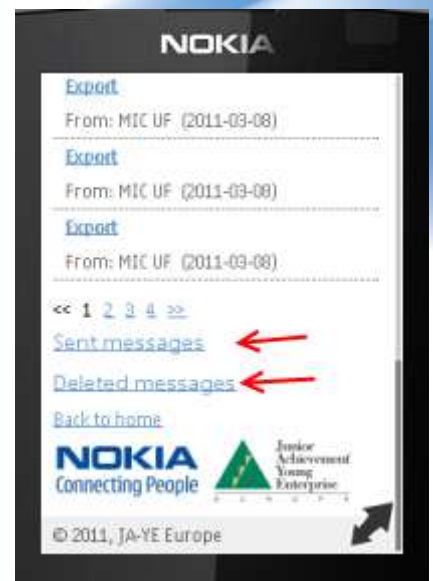 NOKIA
Export
From: MIC UF (2011-03-08)
Export
From: MIC UF (2011-03-08)
Export
From: MIC UF (2011-03-08)
<< 1 2 3 4 >>
Sent messages
Deleted messages
Back to home
NOKIA
Connecting People
Junior
Achievement
Young
Enterprise
E U R O P E
© 2011, JA-YE Europe